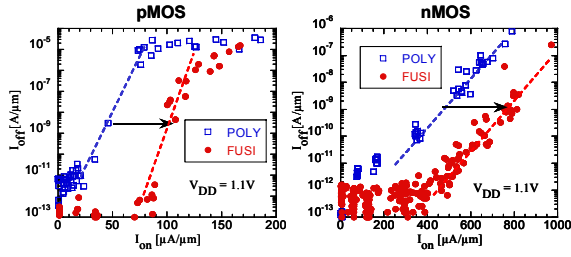 pMOS
10^-4
10^-5
10^-7
10^-9
10^-11
10^-13
I_off [A/μm]
POLY
FUSI
V_DD = 1.1V
0
50
100
150
200
I_on [μA/μm]
nMOS
10^-6
10^-7
10^-8
10^-9
10^-10
10^-11
10^-12
10^-13
I_off [A/μm]
POLY
FUSI
V_DD = 1.1V
0
200
400
600
800
1000
I_on [μA/μm]